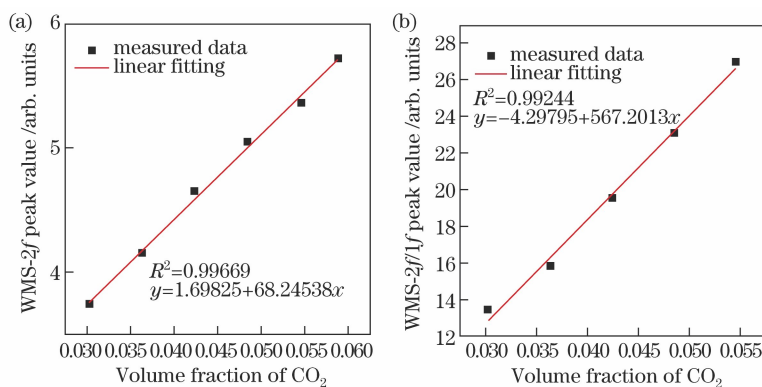 (a)
6
5
4
WMS-2f peak value /arb. units
measured data
linear fitting
R²=0.99669
y=1.69825+68.24538x
0.030 0.035 0.040 0.045 0.050 0.055 0.060
Volume fraction of CO₂
(b)
28
26
24
22
20
18
16
14
12
WMS-2f/1f peak value /arb. units
measured data
linear fitting
R²=0.99244
y=−4.29795+567.2013x
0.030 0.035 0.040 0.045 0.050 0.055
Volume fraction of CO₂